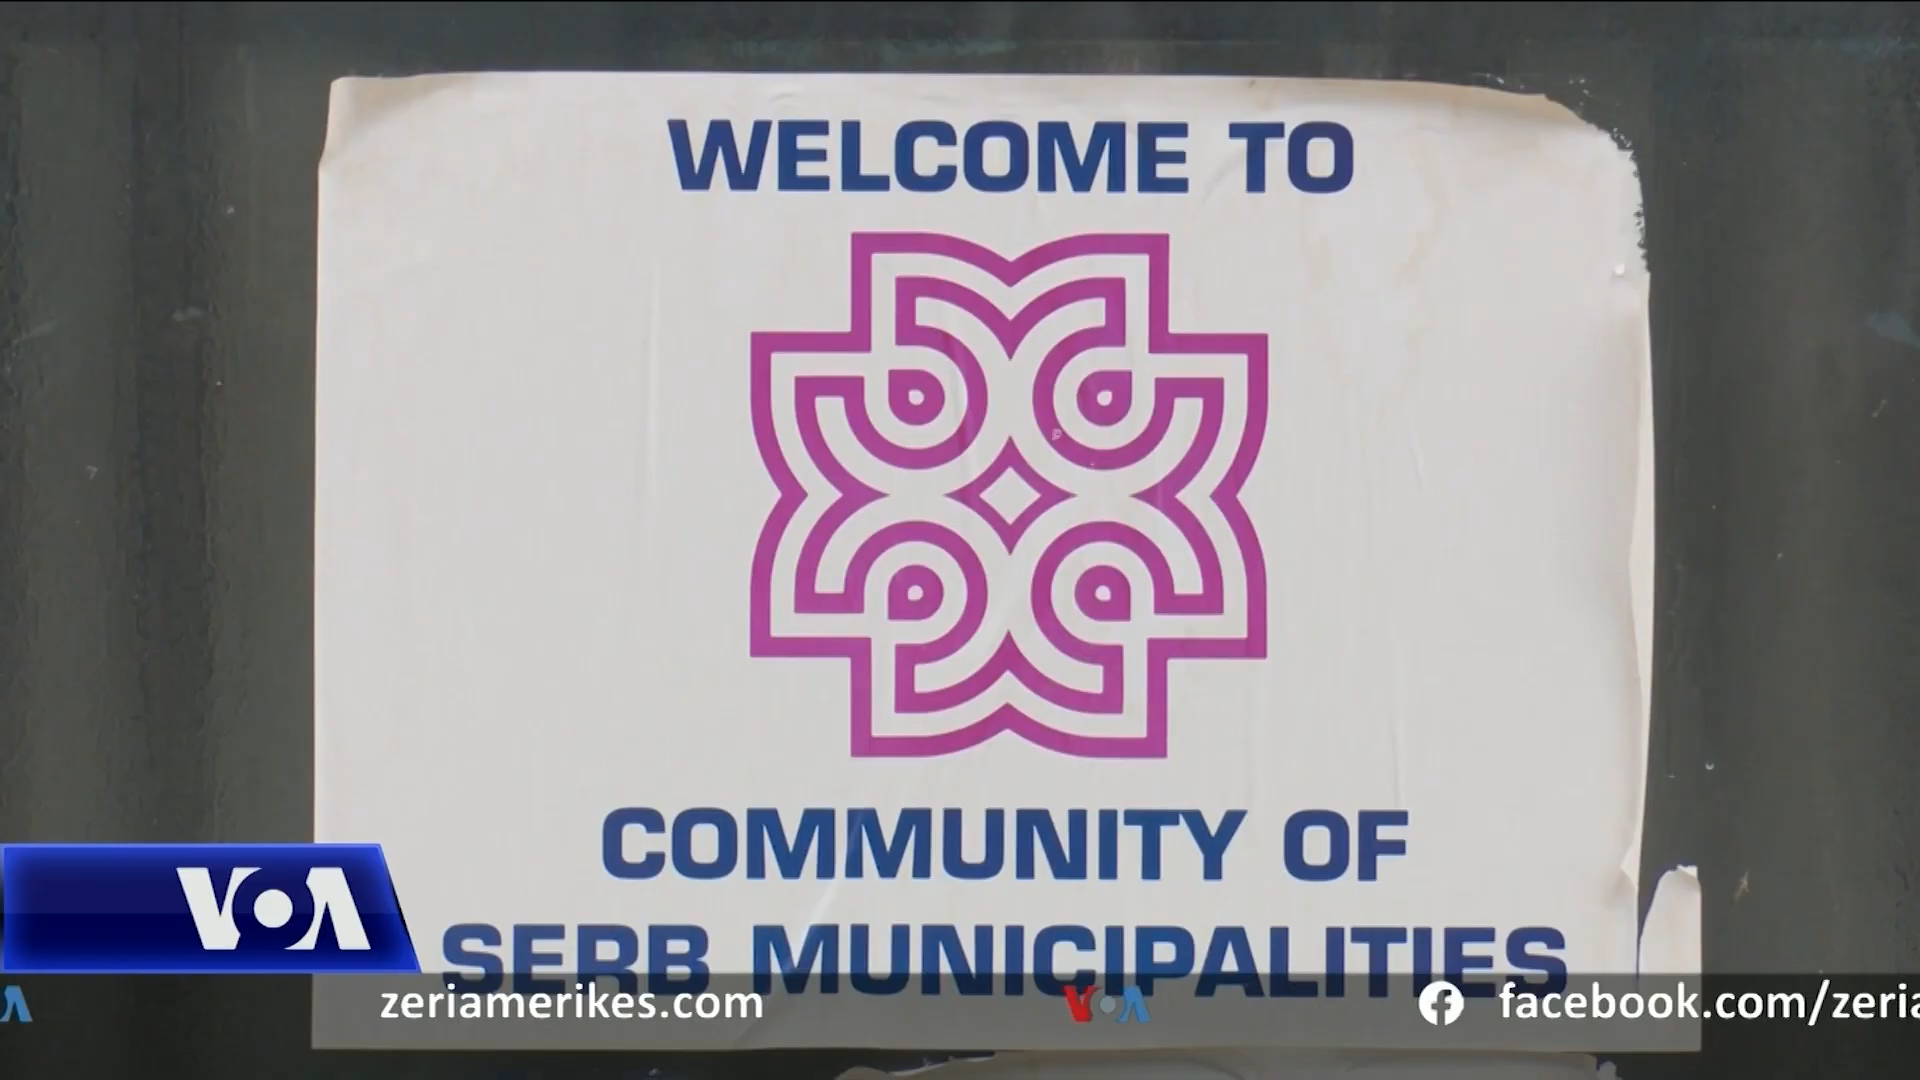 WELCOME TO
COMMUNITY OF
SERB MUNICIPALITIES
VOA
zeriamerikes.com
VOA
facebook.com/zeria